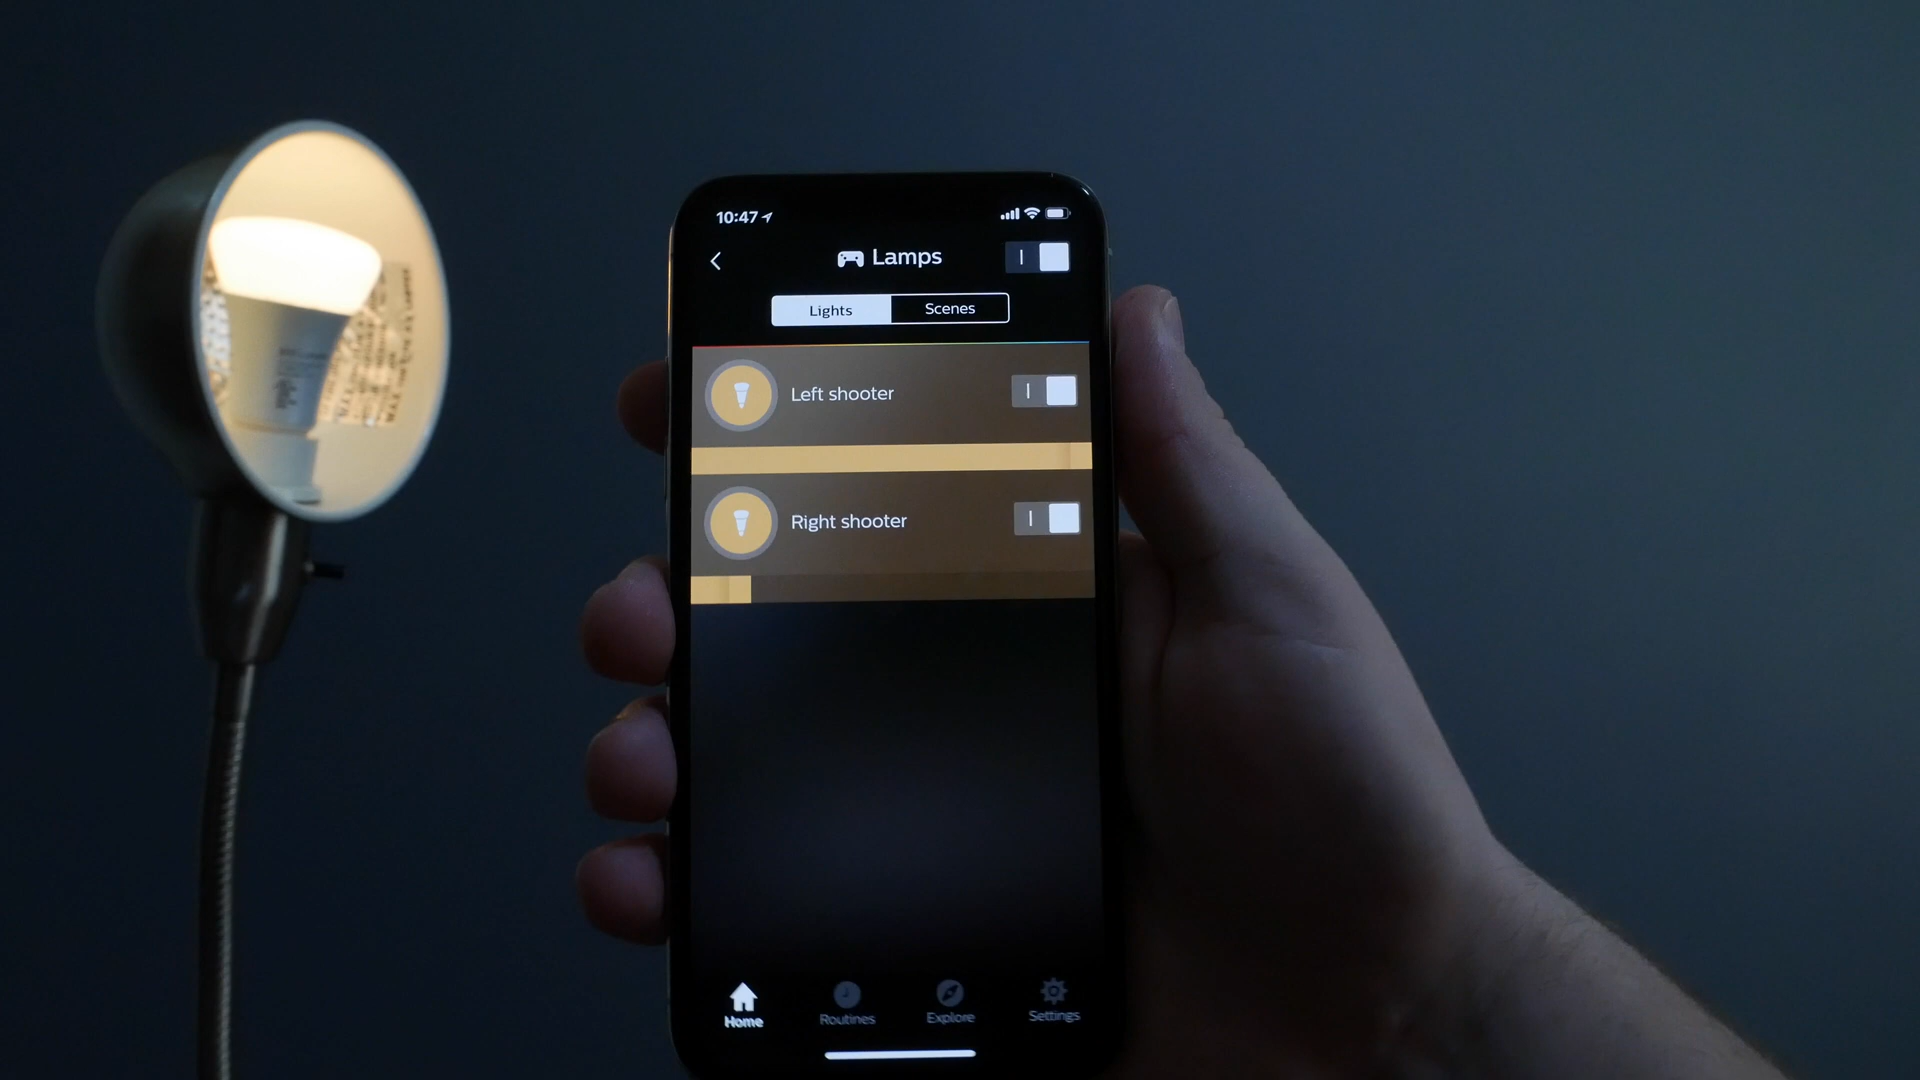 10:47
Lamps
Lights
Scenes
Left shooter
Right shooter
Home
Routines
Explore
Settings